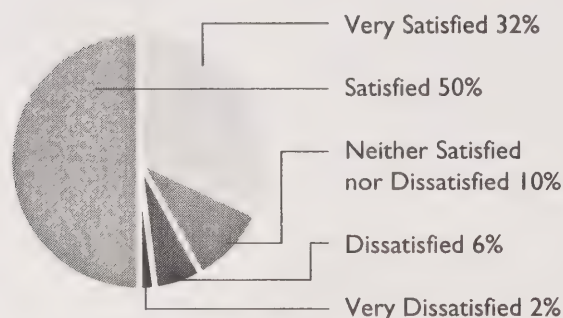 Very Satisfied 32%
Satisfied 50%
Neither Satisfied
nor Dissatisfied 10%
Dissatisfied 6%
Very Dissatisfied 2%